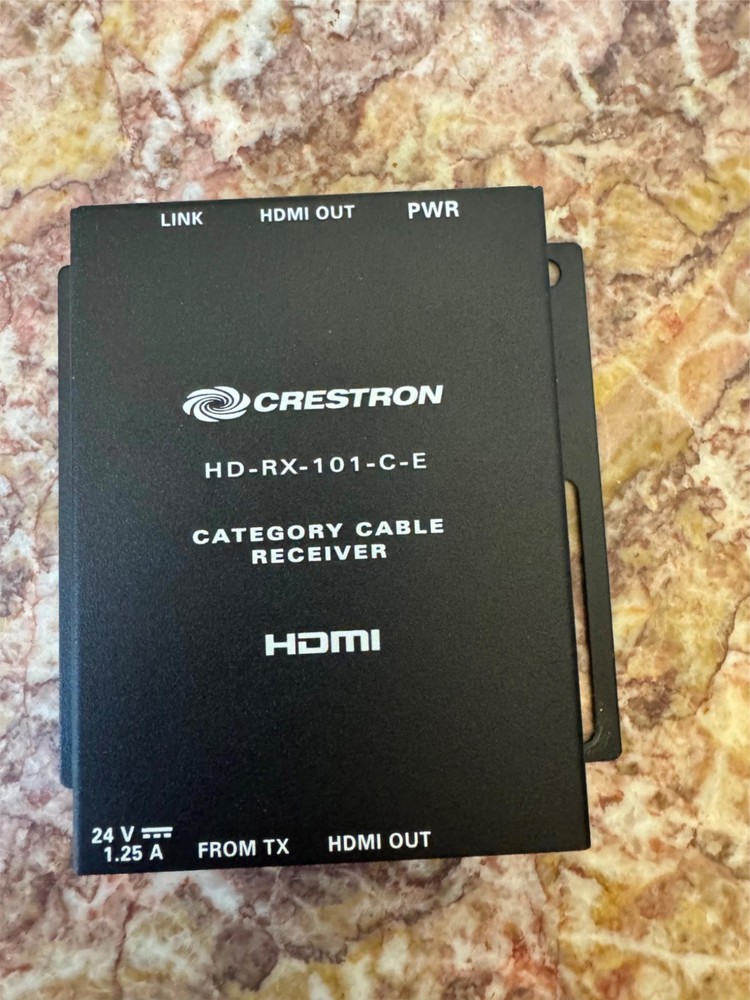 LINK HDMI OUT PWR
CRESTRON
HD-RX-101-C-E
CATEGORY CABLE
RECEIVER
HDMI
24 V ⎓
1.25 A FROM TX HDMI OUT